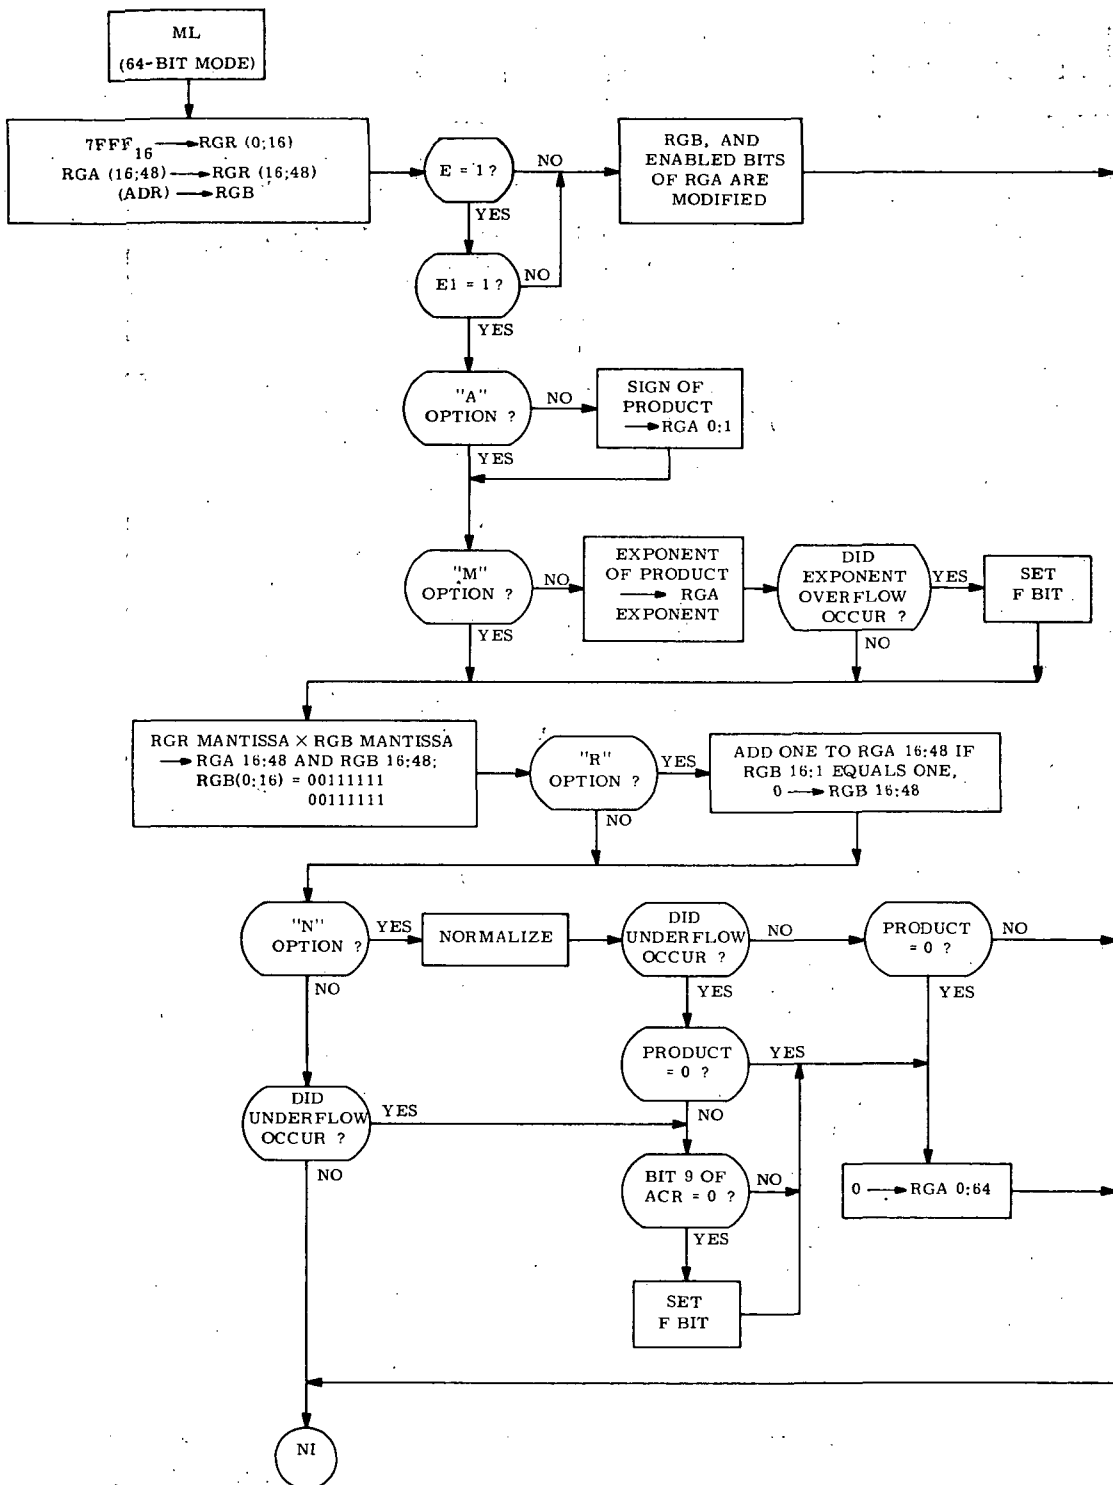 ML
(64-BIT MODE)
7FFF16 → RGR (0;16)
RGA (16;48) → RGR (16;48)
(ADR) → RGB
E = 1 ?
NO
YES
RGB, AND
ENABLED BITS
OF RGA ARE
MODIFIED
E1 = 1 ?
NO
YES
"A"
OPTION ?
NO
YES
SIGN OF
PRODUCT
→ RGA 0:1
"M"
OPTION ?
NO
YES
EXPONENT
OF PRODUCT
→ RGA
EXPONENT
DID
EXPONENT
OVERFLOW
OCCUR ?
YES
NO
SET
F BIT
RGR MANTISSA × RGB MANTISSA
→ RGA 16:48 AND RGB 16:48;
RGB(0:16) = 00111111
00111111
"R"
OPTION ?
YES
NO
ADD ONE TO RGA 16:48 IF
RGB 16:1 EQUALS ONE,
0 → RGB 16:48
"N"
OPTION ?
YES
NO
NORMALIZE
DID
UNDERFLOW
OCCUR ?
NO
YES
PRODUCT
= 0 ?
NO
YES
PRODUCT
= 0 ?
YES
NO
DID
UNDERFLOW
OCCUR ?
YES
NO
BIT 9 OF
ACR = 0 ?
NO
YES
0 → RGA 0:64
SET
F BIT
NI